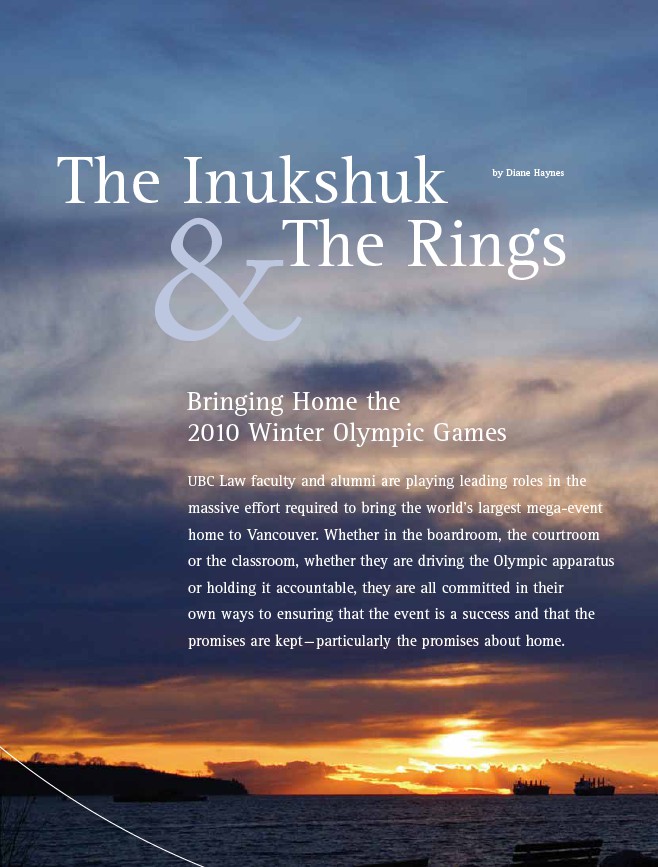 The Inukshuk
by Diane Haynes
& The Rings
Bringing Home the
2010 Winter Olympic Games
UBC Law faculty and alumni are playing leading roles in the
massive effort required to bring the world's largest mega-event
home to Vancouver. Whether in the boardroom, the courtroom
or the classroom, whether they are driving the Olympic apparatus
or holding it accountable, they are all committed in their
own ways to ensuring that the event is a success and that the
promises are kept—particularly the promises about home.